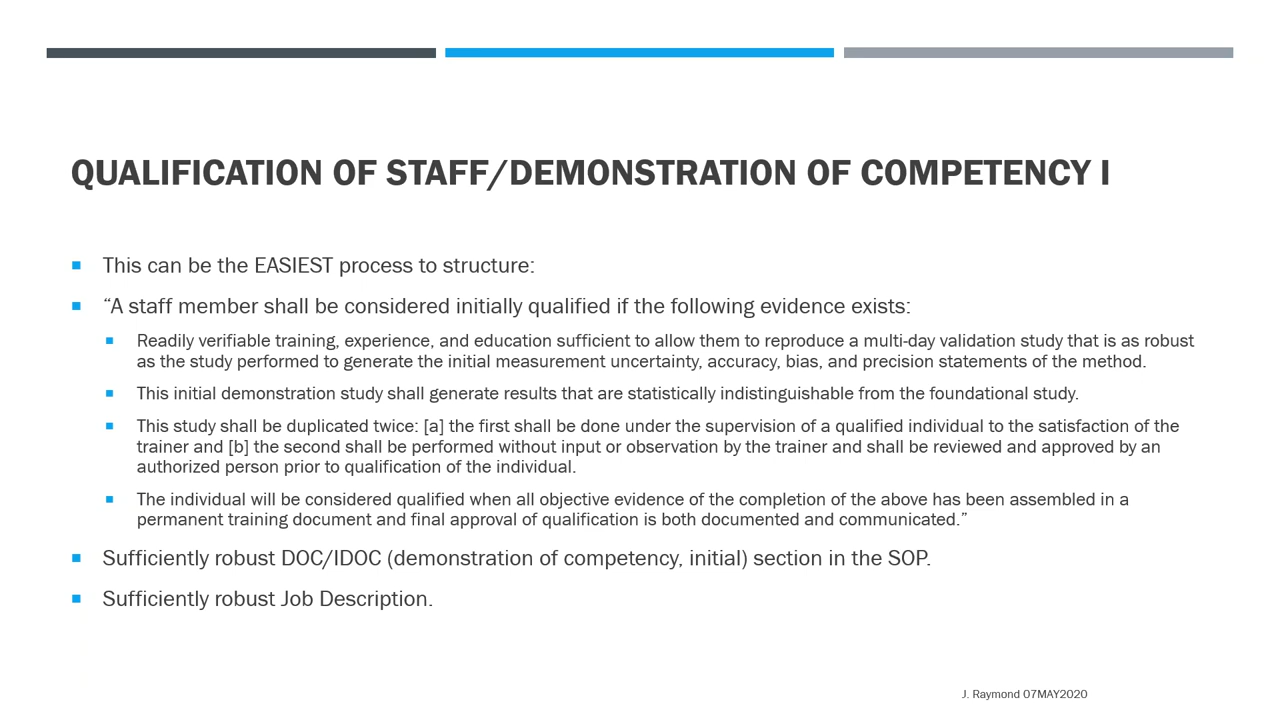 QUALIFICATION OF STAFF/DEMONSTRATION OF COMPETENCY I
This can be the EASIEST process to structure:
“A staff member shall be considered initially qualified if the following evidence exists:
Readily verifiable training, experience, and education sufficient to allow them to reproduce a multi-day validation study that is as robust
as the study performed to generate the initial measurement uncertainty, accuracy, bias, and precision statements of the method.
This initial demonstration study shall generate results that are statistically indistinguishable from the foundational study.
This study shall be duplicated twice: [a] the first shall be done under the supervision of a qualified individual to the satisfaction of the
trainer and [b] the second shall be performed without input or observation by the trainer and shall be reviewed and approved by an
authorized person prior to qualification of the individual.
The individual will be considered qualified when all objective evidence of the completion of the above has been assembled in a
permanent training document and final approval of qualification is both documented and communicated.”
Sufficiently robust DOC/IDOC (demonstration of competency, initial) section in the SOP.
Sufficiently robust Job Description.
J. Raymond 07MAY2020